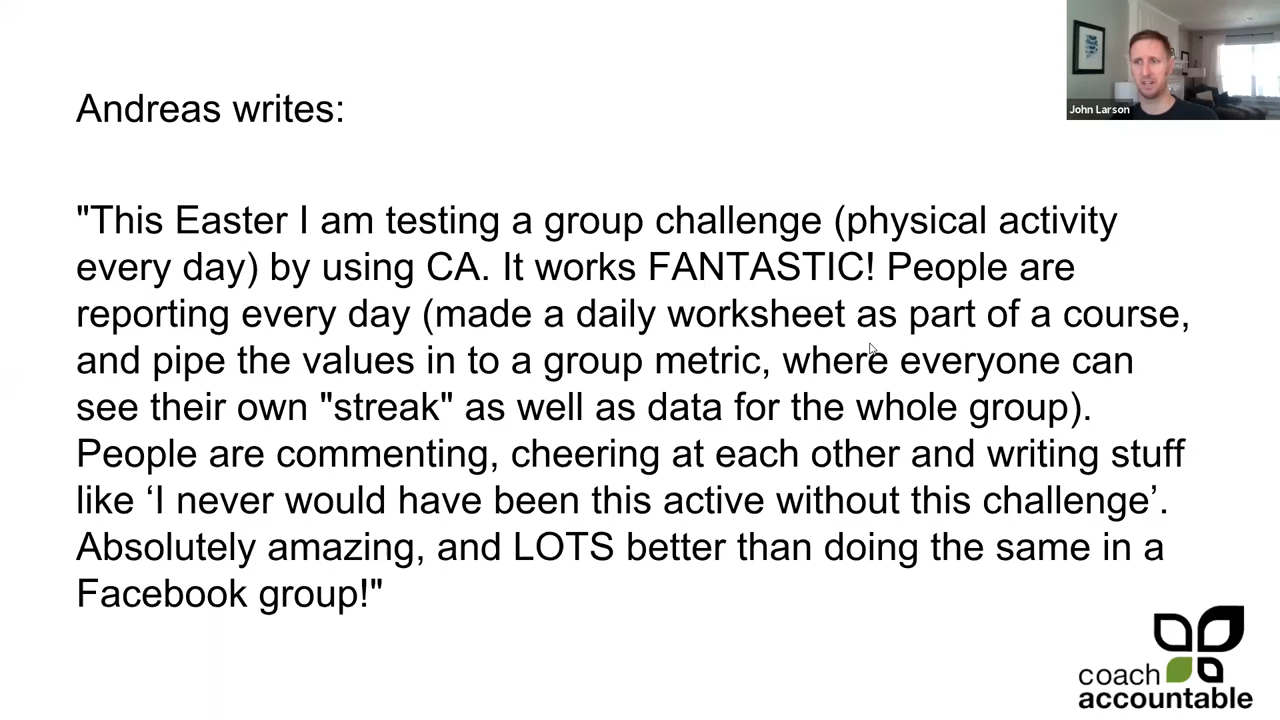 John Larson
Andreas writes:
"This Easter I am testing a group challenge (physical activity
every day) by using CA. It works FANTASTIC! People are
reporting every day (made a daily worksheet as part of a course,
and pipe the values in to a group metric, where everyone can
see their own "streak" as well as data for the whole group).
People are commenting, cheering at each other and writing stuff
like ‘I never would have been this active without this challenge’.
Absolutely amazing, and LOTS better than doing the same in a
Facebook group!"
coach
accountable